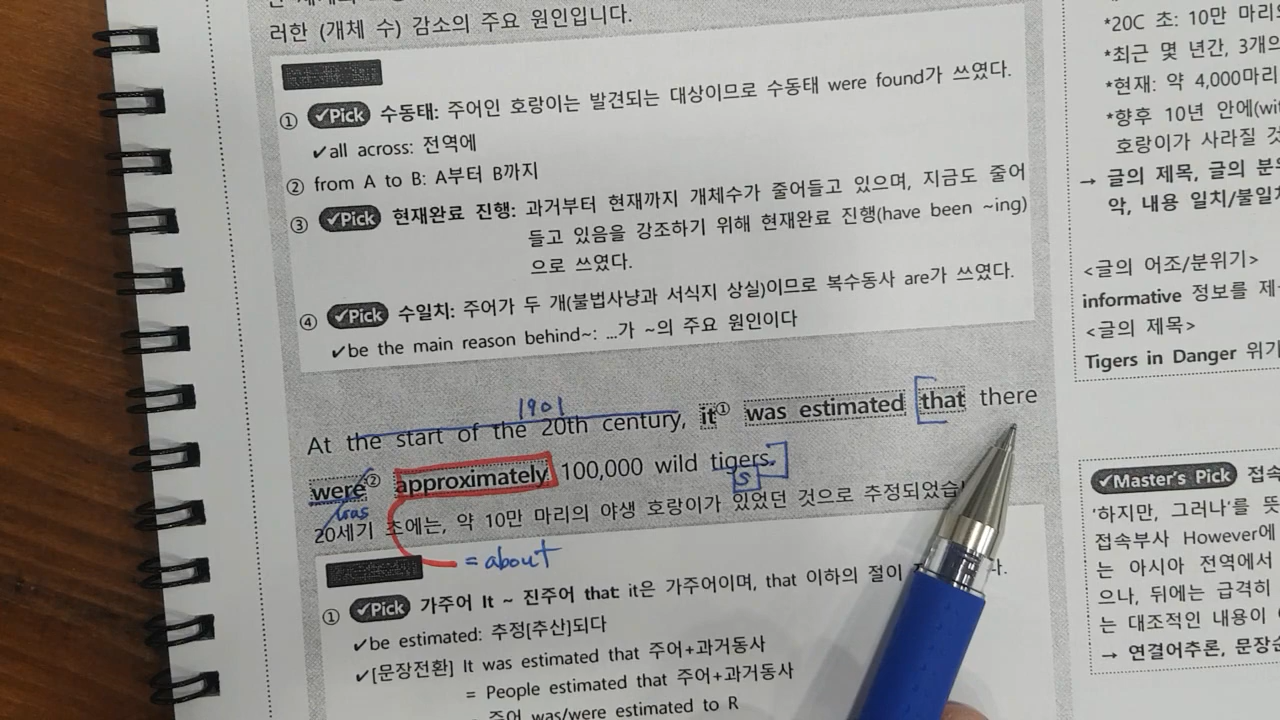 러한 (개체 수) 감소의 주요 원인입니다.
① ✔Pick 수동태: 주어인 호랑이는 발견되는 대상이므로 수동태 were found가 쓰였다.
✔all across: 전역에
② from A to B: A부터 B까지
③ ✔Pick 현재완료 진행: 과거부터 현재까지 개체수가 줄어들고 있으며, 지금도 줄어
들고 있음을 강조하기 위해 현재완료 진행(have been ~ing)
으로 쓰였다.
④ ✔Pick 수일치: 주어가 두 개(불법사냥과 서식지 상실)이므로 복수동사 are가 쓰였다.
✔be the main reason behind~: ...가 ~의 주요 원인이다
1901
At the start of the 20th century, it① was estimated [that there
were② approximately 100,000 wild tigers.]
was
S
20세기 초에는, 약 10만 마리의 야생 호랑이가 있었던 것으로 추정되었습
= about
① ✔Pick 가주어 It ~ 진주어 that: it은 가주어이며, that 이하의 절이
✔be estimated: 추정[추산]되다
✔[문장전환] It was estimated that 주어+과거동사
= People estimated that 주어+과거동사
= 주어 was/were estimated to R
*20C 초: 10만 마리의
*최근 몇 년간, 3개의
*현재: 약 4,000마리
*향후 10년 안에(wit
호랑이가 사라질 것
→ 글의 제목, 글의 분위
악, 내용 일치/불일치
<글의 어조/분위기>
informative 정보를 제공
<글의 제목>
Tigers in Danger 위기
✔Master's Pick 접속
'하지만, 그러나'를 뜻
접속부사 However에
는 아시아 전역에서
으나, 뒤에는 급격히
는 대조적인 내용이
→ 연결어추론, 문장순